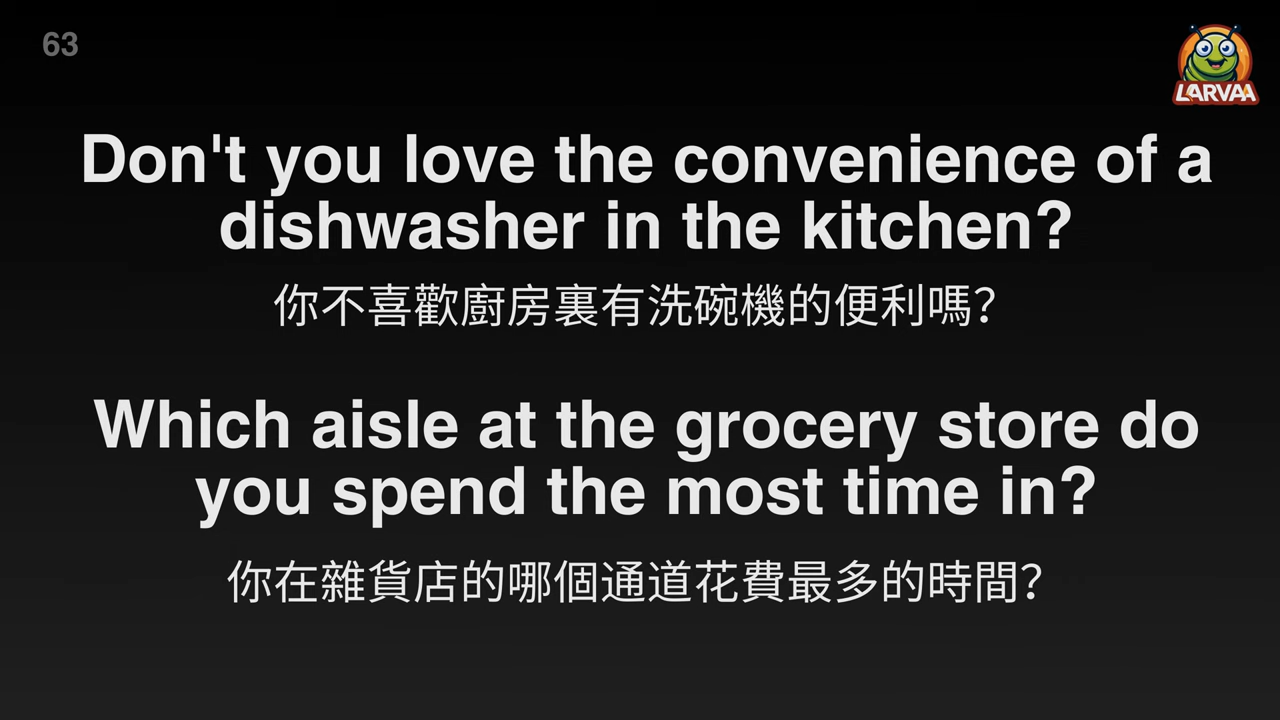 63
LARVAA
Don't you love the convenience of a
dishwasher in the kitchen?
你不喜歡廚房裏有洗碗機的便利嗎?
Which aisle at the grocery store do
you spend the most time in?
你在雜貨店的哪個通道花費最多的時間?